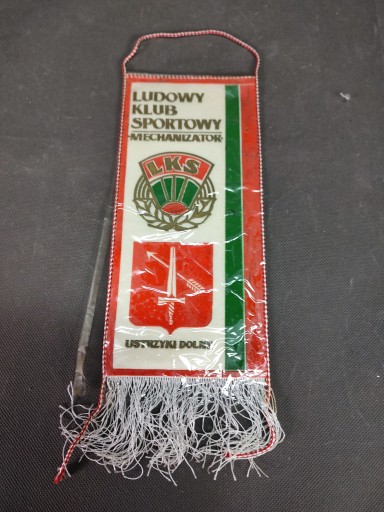 LUDOWY
KLUB
SPORTOWY
MECHANIZATOR
LKS
USTRZYKI DOLNE